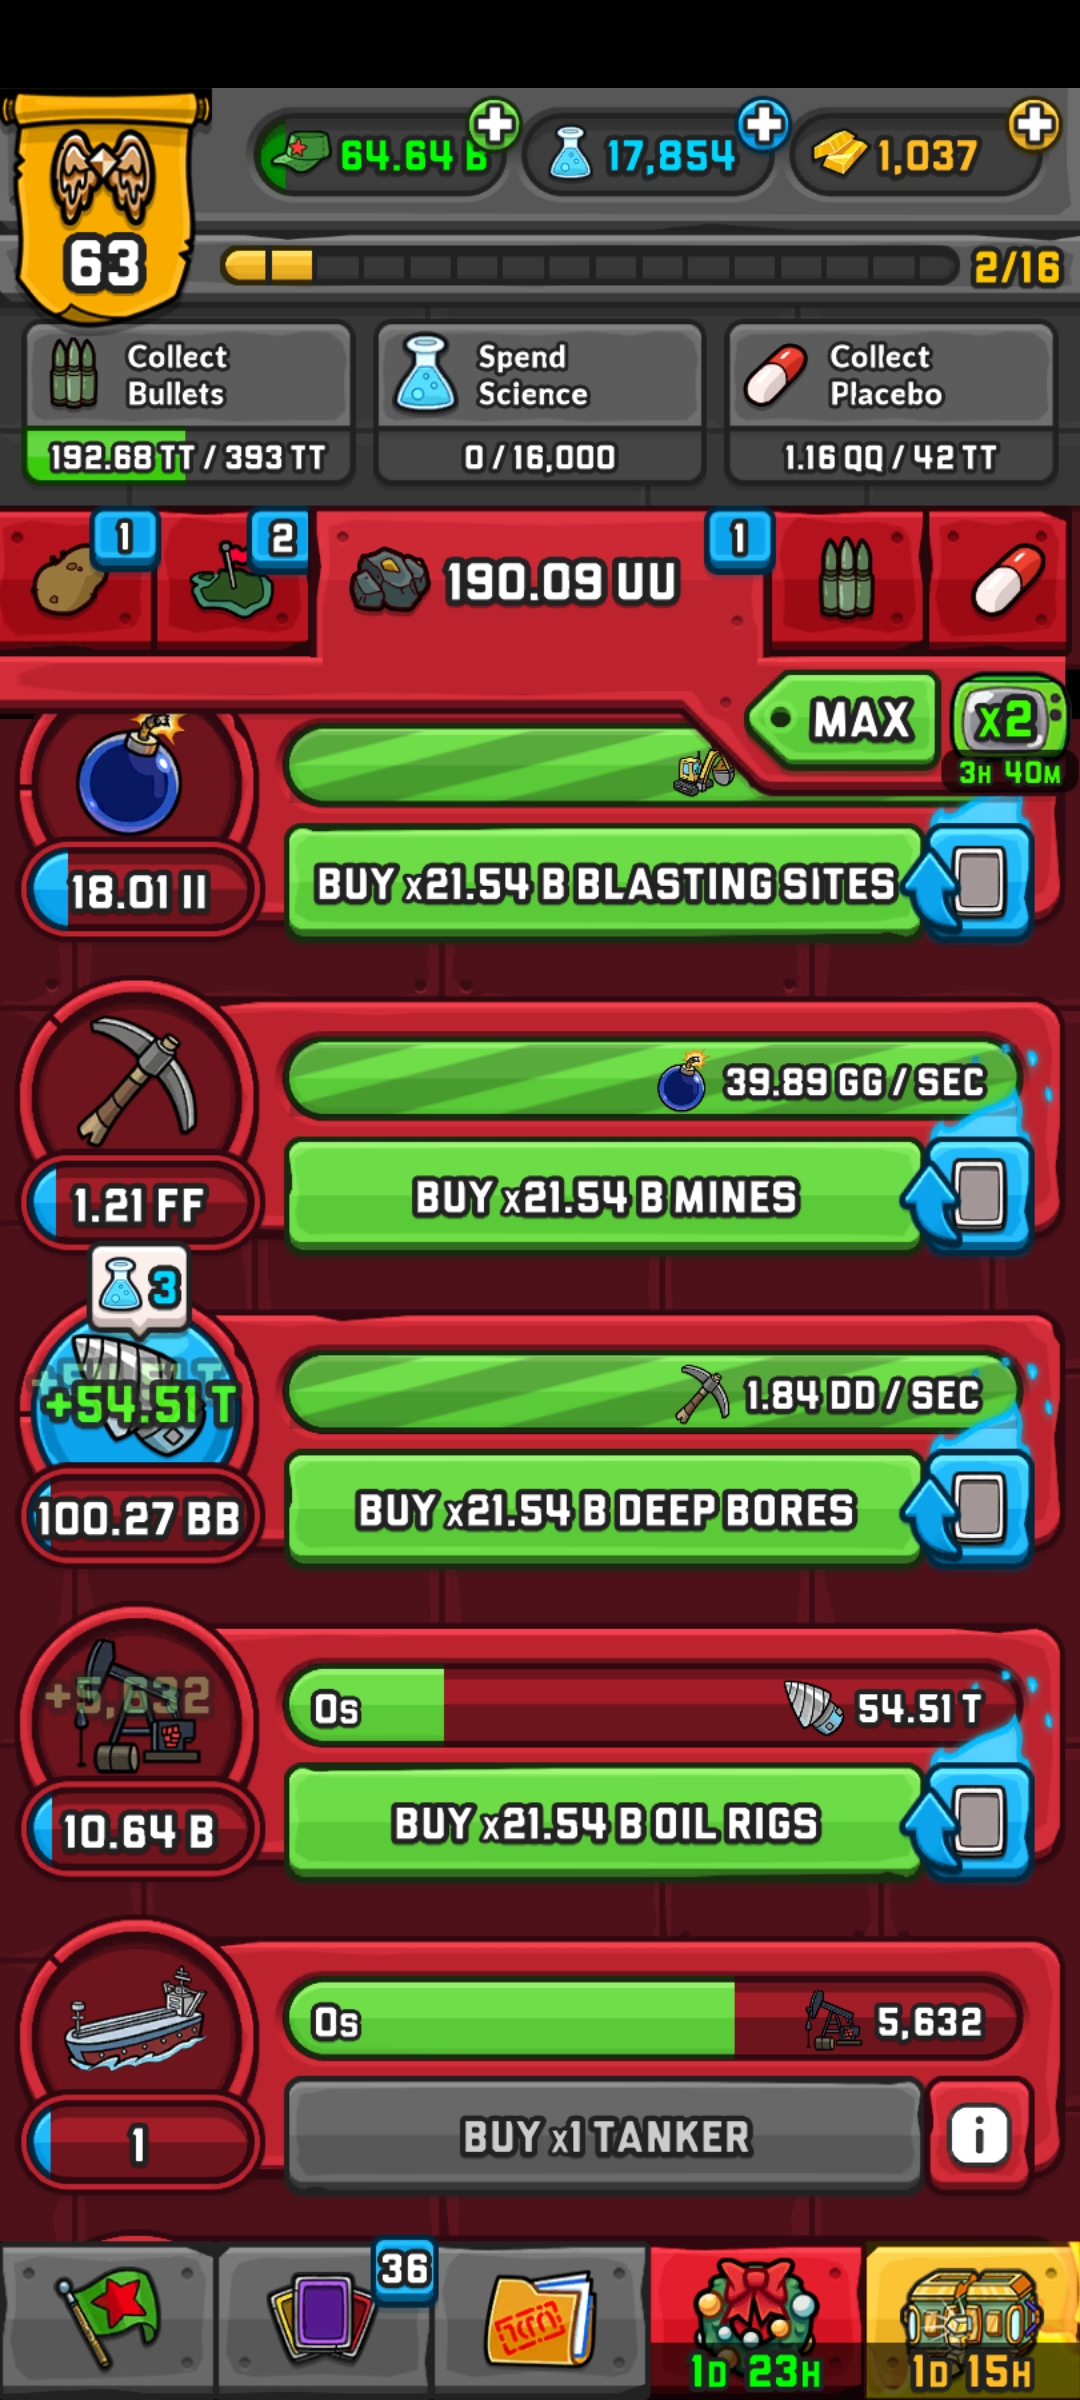 64.64 B
17,854
1,037
63
2/16
Collect
Bullets
192.68 TT / 393 TT
Spend
Science
0 / 16,000
Collect
Placebo
1.16 QQ / 42 TT
1
2
190.09 UU
1
MAX
x2
3H 40M
18.01 II
BUY x21.54 B BLASTING SITES
39.89 GG / SEC
1.21 FF
BUY x21.54 B MINES
3
+54.51 T
1.84 DD / SEC
100.27 BB
BUY x21.54 B DEEP BORES
+5,632
0s
54.51 T
10.64 B
BUY x21.54 B OIL RIGS
0s
5,632
1
BUY x1 TANKER
i
36
1D 23H
1D 15H